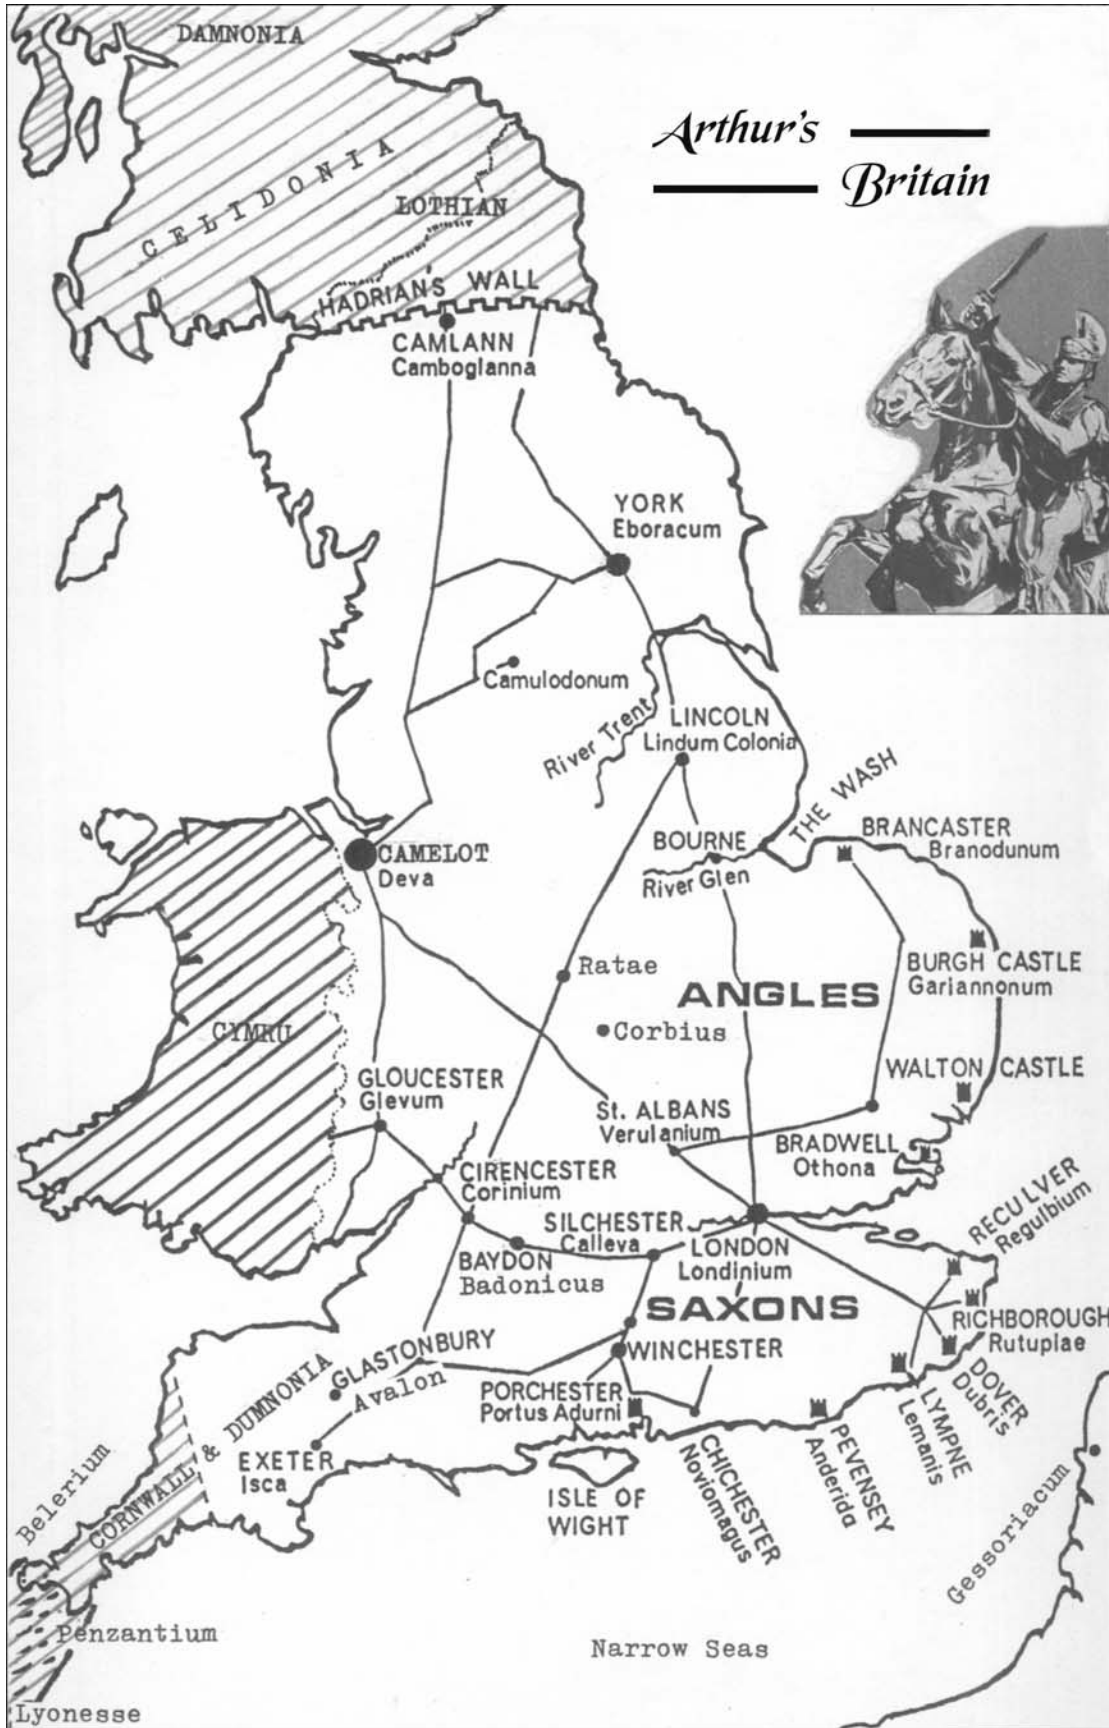 DAMNONIA
Arthur's
Britain
CELIDONIA
LOTHIAN
HADRIAN'S WALL
CAMLANN
Camboglanna
YORK
Eboracum
Camulodonum
River Trent
LINCOLN
Lindum Colonia
THE WASH
BOURNE
River Glen
BRANCASTER
Branodunum
CAMELOT
Deva
BURGH CASTLE
Gariannonum
Ratae
ANGLES
Corbius
CYMRU
WALTON CASTLE
GLOUCESTER
Glevum
St. ALBANS
Verulanium
BRADWELL
Othona
CIRENCESTER
Corinium
RECULVER
Regulbium
SILCHESTER
Calleva
LONDON
Londinium
BAYDON
Badonicus
SAXONS
RICHBOROUGH
Rutupiae
WINCHESTER
GLASTONBURY
Avalon
PORCHESTER
Portus Adurni
DOVER
Dubris
LYMPNE
Lemanis
PEVENSEY
Anderida
CHICHESTER
Noviomagus
EXETER
Isca
CORNWALL & DUMNONIA
Belerium
ISLE OF
WIGHT
Gessoriacum
Penzantium
Narrow Seas
Lyonesse